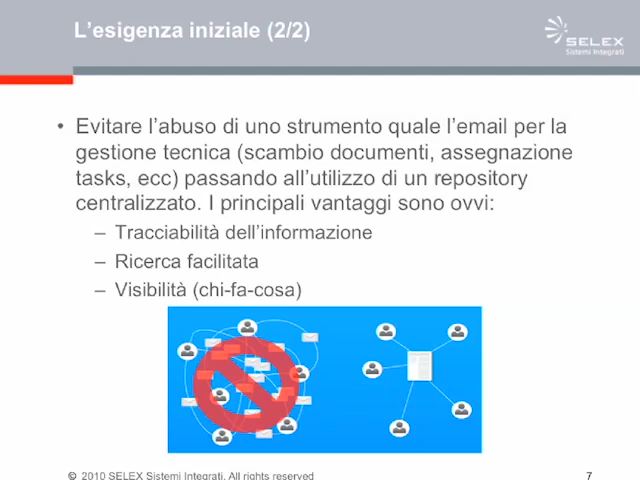 L’esigenza iniziale (2/2)
SELEX
Sistemi Integrati
• Evitare l’abuso di uno strumento quale l’email per la
gestione tecnica (scambio documenti, assegnazione
tasks, ecc) passando all’utilizzo di un repository
centralizzato. I principali vantaggi sono ovvi:
– Tracciabilità dell’informazione
– Ricerca facilitata
– Visibilità (chi-fa-cosa)
© 2010 SELEX Sistemi Integrati. All rights reserved
7